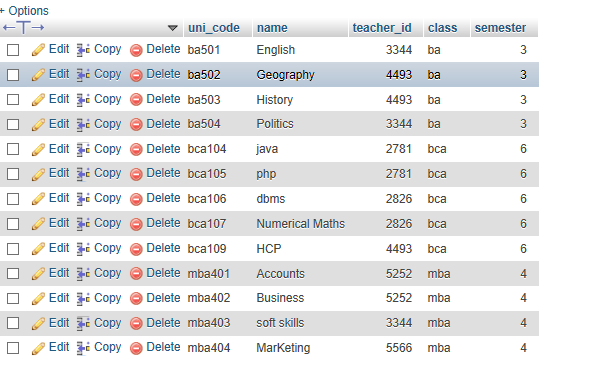 + Options
←T→ uni_code name teacher_id class semester
Edit Copy Delete ba501 English 3344 ba 3
Edit Copy Delete ba502 Geography 4493 ba 3
Edit Copy Delete ba503 History 4493 ba 3
Edit Copy Delete ba504 Politics 3344 ba 3
Edit Copy Delete bca104 java 2781 bca 6
Edit Copy Delete bca105 php 2781 bca 6
Edit Copy Delete bca106 dbms 2826 bca 6
Edit Copy Delete bca107 Numerical Maths 2826 bca 6
Edit Copy Delete bca109 HCP 4493 bca 6
Edit Copy Delete mba401 Accounts 5252 mba 4
Edit Copy Delete mba402 Business 5252 mba 4
Edit Copy Delete mba403 soft skills 3344 mba 4
Edit Copy Delete mba404 MarKeting 5566 mba 4